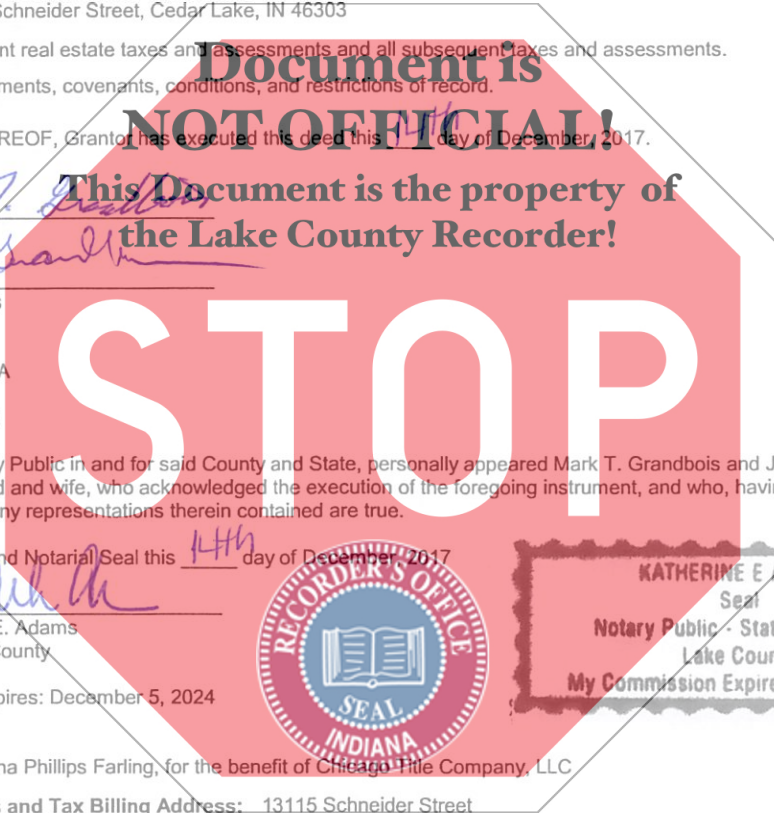 Schneider Street, Cedar Lake, IN 46303
nt real estate taxes and assessments and all subsequent taxes and assessments.
Document is
ments, covenants, conditions, and restrictions of record.
NOT OFFICIAL!
REOF, Grantor has executed this deed this 14th day of December, 2017.
This Document is the property of
the Lake County Recorder!
STOP
A
y Public in and for said County and State, personally appeared Mark T. Grandbois and J
d and wife, who acknowledged the execution of the foregoing instrument, and who, havin
ny representations therein contained are true.
nd Notarial Seal this 14th day of December, 2017
RECORDER'S OFFICE
SEAL
INDIANA
KATHERINE E A
Seal
Notary Public - Stat
Lake Coun
My Commission Expire
E. Adams
County
pires: December 5, 2024
na Phillips Farling, for the benefit of Chicago Title Company, LLC
s and Tax Billing Address: 13115 Schneider Street